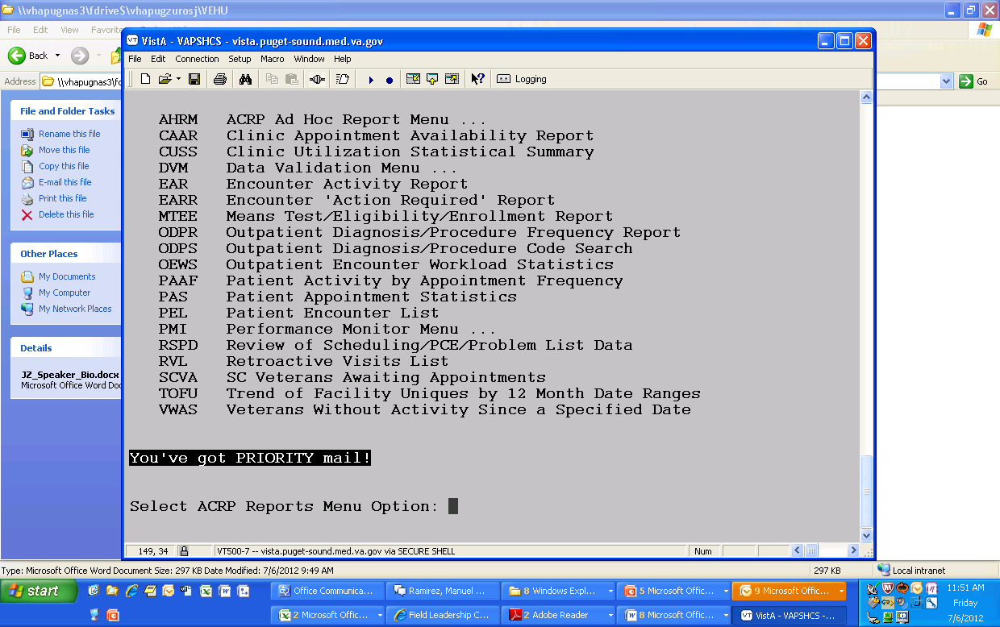 \\vhapugnas3\fdrive$\vhapugzurosj\VEHU
File Edit View Favorite
Back
Address \\vhapugnas3\fc
Go
File and Folder Tasks
Rename this file
Move this file
Copy this file
E-mail this file
Print this file
Delete this file
Other Places
My Documents
My Computer
My Network Places
Details
JZ_Speaker_Bio.docx
Microsoft Office Word Doc
VT VistA - VAPSHCS - vista.puget-sound.med.va.gov
File Edit Connection Setup Macro Window Help
Logging
AHRM ACRP Ad Hoc Report Menu ...
CAAR Clinic Appointment Availability Report
CUSS Clinic Utilization Statistical Summary
DVM Data Validation Menu ...
EAR Encounter Activity Report
EARR Encounter 'Action Required' Report
MTEE Means Test/Eligibility/Enrollment Report
ODPR Outpatient Diagnosis/Procedure Frequency Report
ODPS Outpatient Diagnosis/Procedure Code Search
OEWS Outpatient Encounter Workload Statistics
PAAF Patient Activity by Appointment Frequency
PAS Patient Appointment Statistics
PEL Patient Encounter List
PMI Performance Monitor Menu ...
RSPD Review of Scheduling/PCE/Problem List Data
RVL Retroactive Visits List
SCVA SC Veterans Awaiting Appointments
TOFU Trend of Facility Uniques by 12 Month Date Ranges
VWAS Veterans Without Activity Since a Specified Date
You've got PRIORITY mail!
Select ACRP Reports Menu Option:
149, 34 VT500-7 -- vista.puget-sound.med.va.gov via SECURE SHELL Num
Type: Microsoft Office Word Document Size: 297 KB Date Modified: 7/6/2012 9:49 AM 297 KB Local intranet
start Office Communica... Ramirez, Manuel ... 8 Windows Expl... 5 Microsoft Offic... 9 Microsoft Offic... 11:51 AM
Friday
2 Microsoft Offic... Field Leadership C... 2 Adobe Reader 8 Microsoft Offic... VT VistA - VAPSHCS -... 7/6/2012